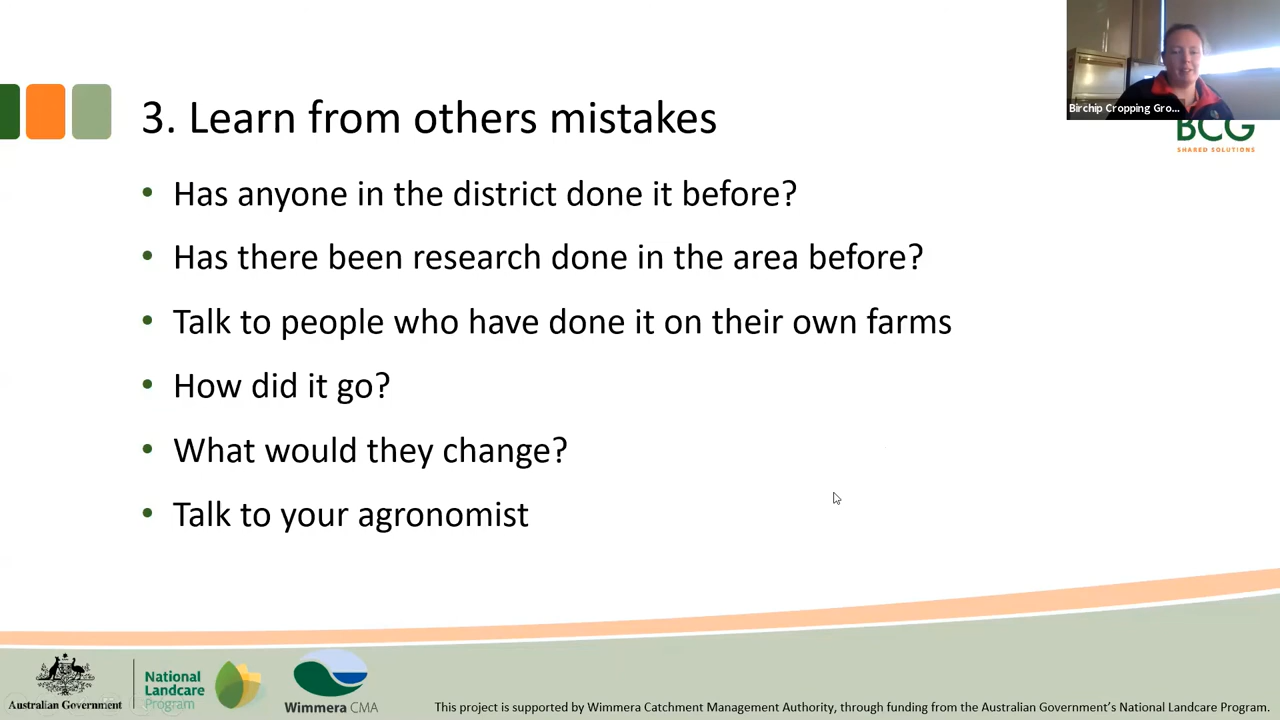 Birchip Cropping Gro...
BCG
SHARED SOLUTIONS
3. Learn from others mistakes
• Has anyone in the district done it before?
• Has there been research done in the area before?
• Talk to people who have done it on their own farms
• How did it go?
• What would they change?
• Talk to your agronomist
Australian Government
National
Landcare
Program
Wimmera CMA
This project is supported by Wimmera Catchment Management Authority, through funding from the Australian Government's National Landcare Program.